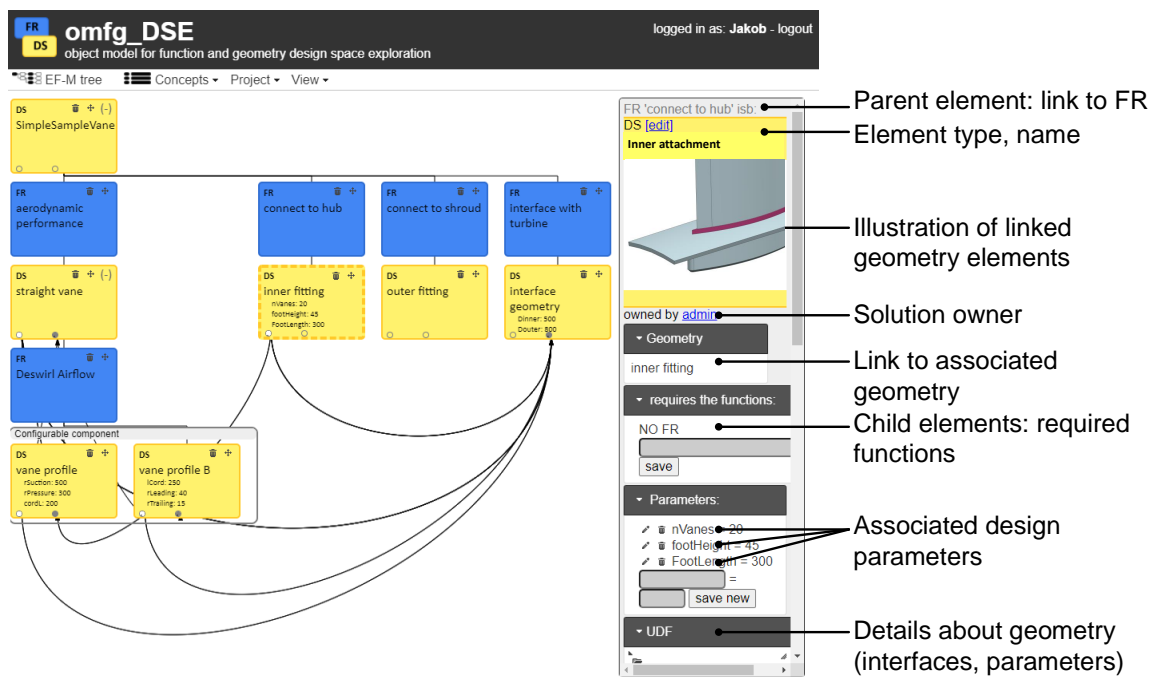 FR
DS
omfg_DSE
object model for function and geometry design space exploration
logged in as: Jakob - logout
EF-M tree
Concepts
Project
View
DS
(-)
SimpleSampleVane
FR
aerodynamic
performance
FR
connect to hub
FR
connect to shroud
FR
interface with
turbine
DS
(-)
straight vane
DS
inner fitting
nVanes: 20
footHeight: 45
FootLength: 300
DS
outer fitting
DS
interface
geometry
Dinner: 500
Douter: 800
FR
Deswirl Airflow
Configurable component
DS
vane profile
rSuction: 500
rPressure: 300
cordL: 200
DS
vane profile B
lCord: 250
rLeading: 40
rTrailing: 15
FR 'connect to hub' isb:
DS [edit]
Inner attachment
owned by admin
Geometry
inner fitting
requires the functions:
NO FR
save
Parameters:
nVanes = 20
footHeight = 45
FootLength = 300
=
save new
UDF
Parent element: link to FR
Element type, name
Illustration of linked
geometry elements
Solution owner
Link to associated
geometry
Child elements: required
functions
Associated design
parameters
Details about geometry
(interfaces, parameters)